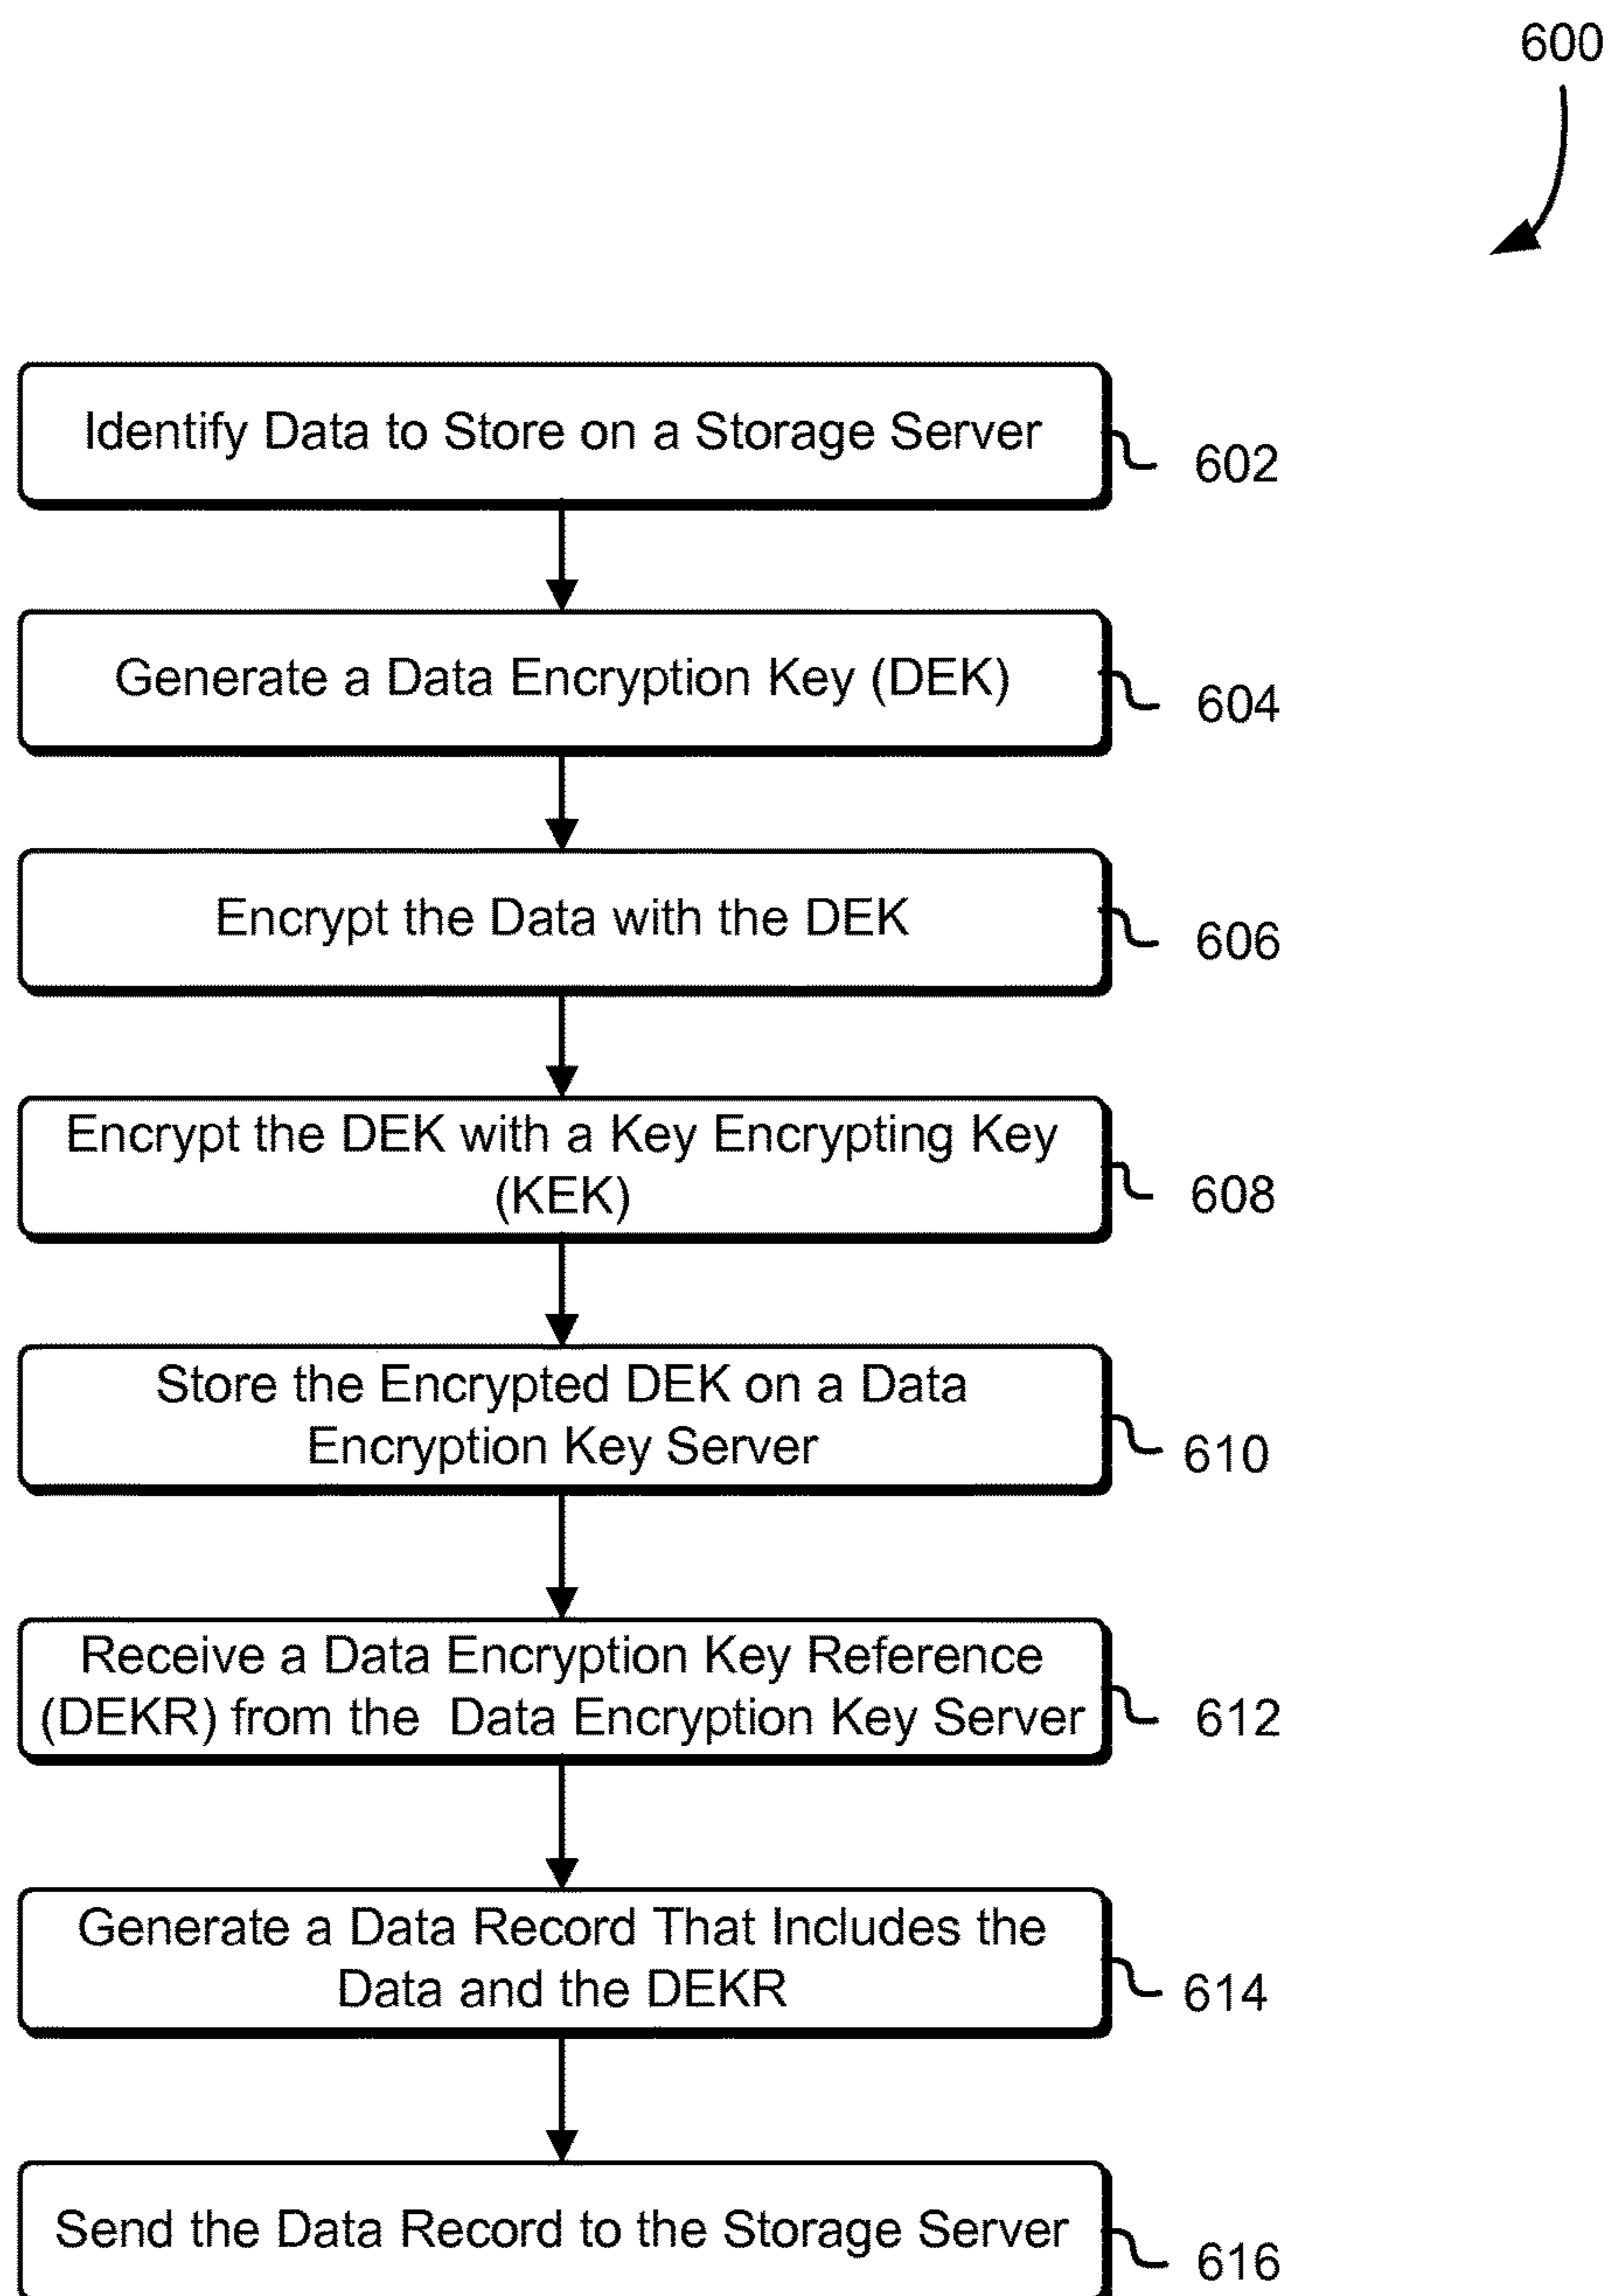 600
Identify Data to Store on a Storage Server
602
Generate a Data Encryption Key (DEK)
604
Encrypt the Data with the DEK
606
Encrypt the DEK with a Key Encrypting Key
(KEK)
608
Store the Encrypted DEK on a Data
Encryption Key Server
610
Receive a Data Encryption Key Reference
(DEKR) from the  Data Encryption Key Server
612
Generate a Data Record That Includes the
Data and the DEKR
614
Send the Data Record to the Storage Server
616